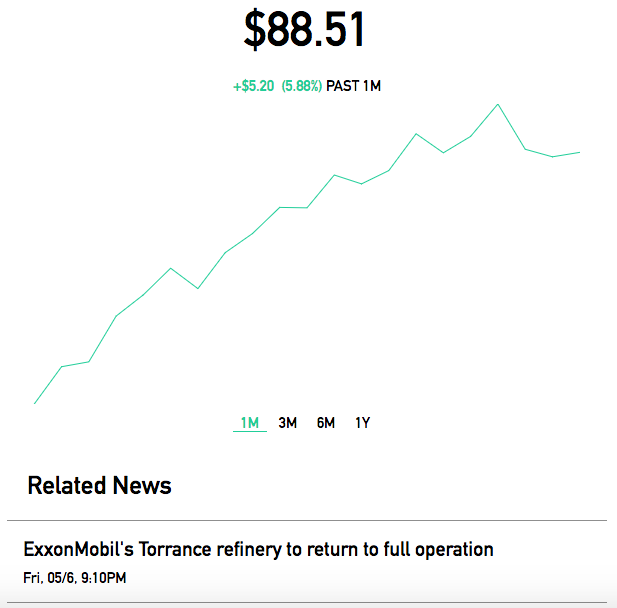 $88.51
+$5.20 (5.88%) PAST 1M
1M 3M 6M 1Y
Related News
ExxonMobil's Torrance refinery to return to full operation
Fri, 05/6, 9:10PM